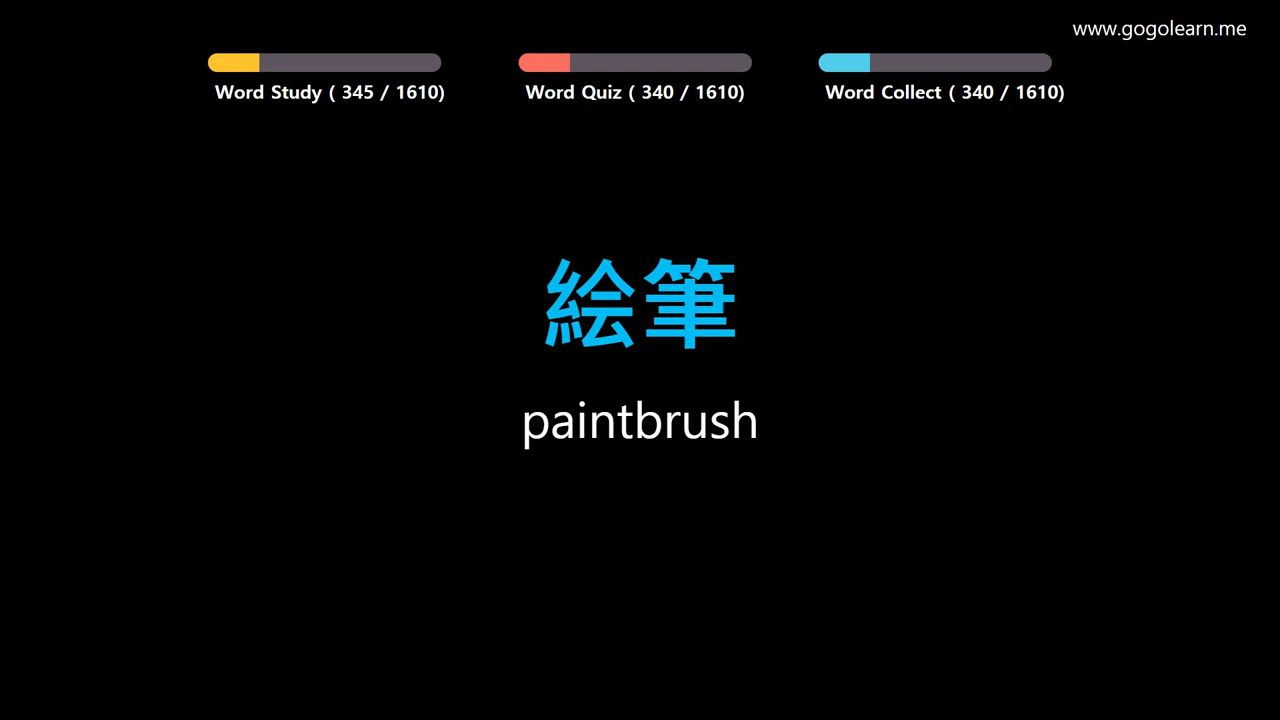 www.gogolearn.me
Word Study ( 345 / 1610)
Word Quiz ( 340 / 1610)
Word Collect ( 340 / 1610)
絵筆
paintbrush